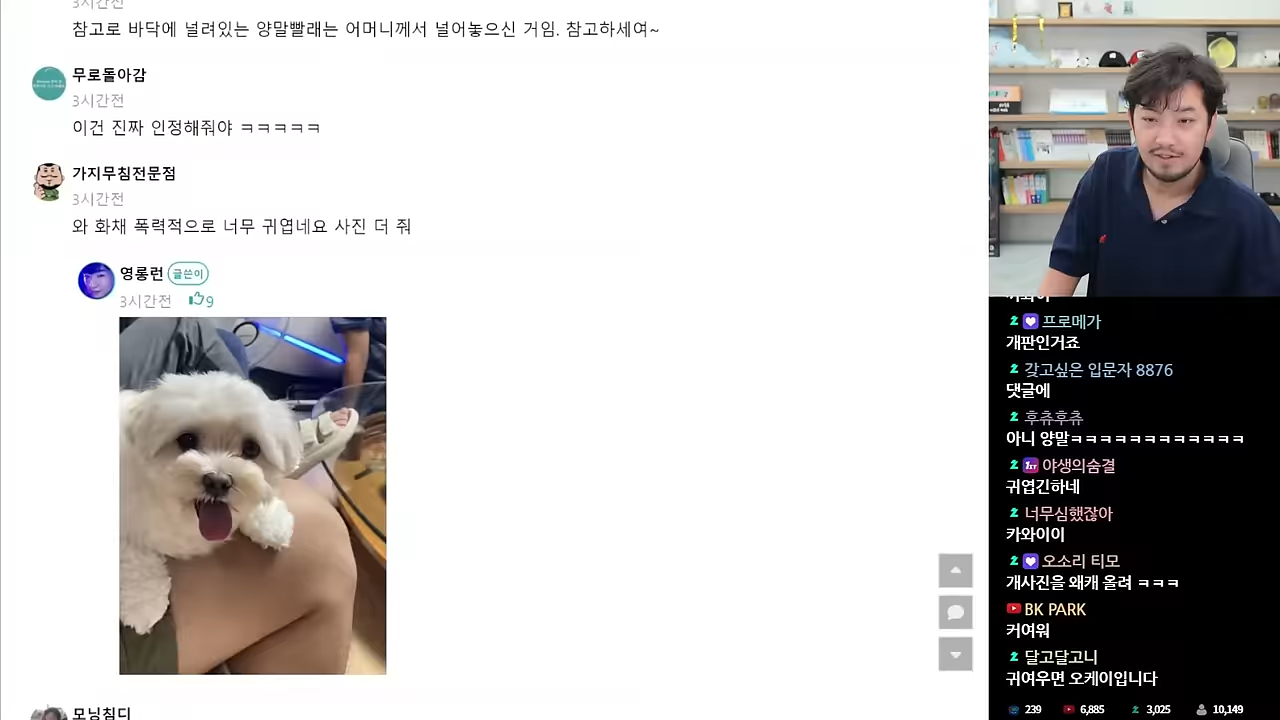 3시간전
참고로 바닥에 널려있는 양말빨래는 어머니께서 널어놓으신 거임. 참고하세여~
무로돌아감
3시간전
이건 진짜 인정해줘야 ㅋㅋㅋㅋㅋ
가지무침전문점
3시간전
와 화채 폭력적으로 너무 귀엽네요 사진 더 줘
영롱런 글쓴이
3시간전 9
모닝침디
프로메가
개판인거죠
갖고싶은 입문자 8876
댓글에
후츄후츄
아니 양말ㅋㅋㅋㅋㅋㅋㅋㅋㅋㅋㅋㅋ
야생의숨결
귀엽긴하네
너무심했잖아
카와이이
오소리 티모
개사진을 왜캐 올려 ㅋㅋㅋ
BK PARK
커여워
달고달고니
귀여우면 오케이입니다
239 6,885 3,025 10,149